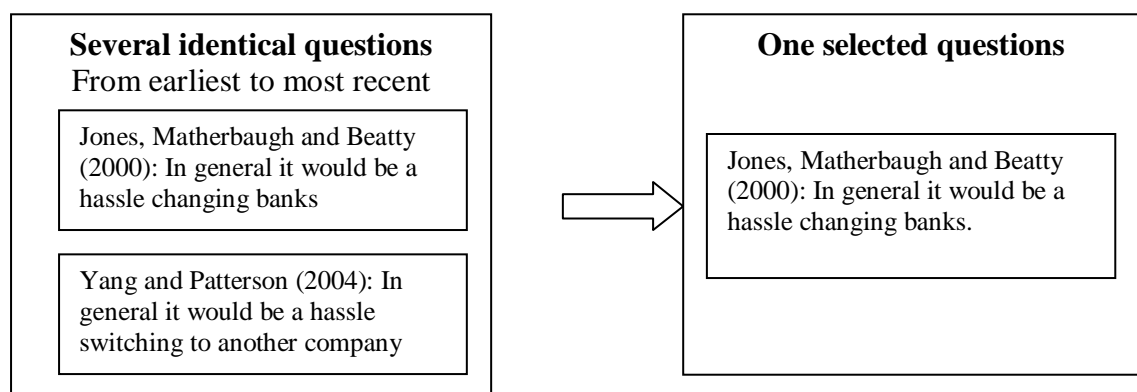 Several identical questions
From earliest to most recent
Jones, Matherbaugh and Beatty
(2000): In general it would be a
hassle changing banks
Yang and Patterson (2004): In
general it would be a hassle
switching to another company
One selected questions
Jones, Matherbaugh and Beatty
(2000): In general it would be a
hassle changing banks.